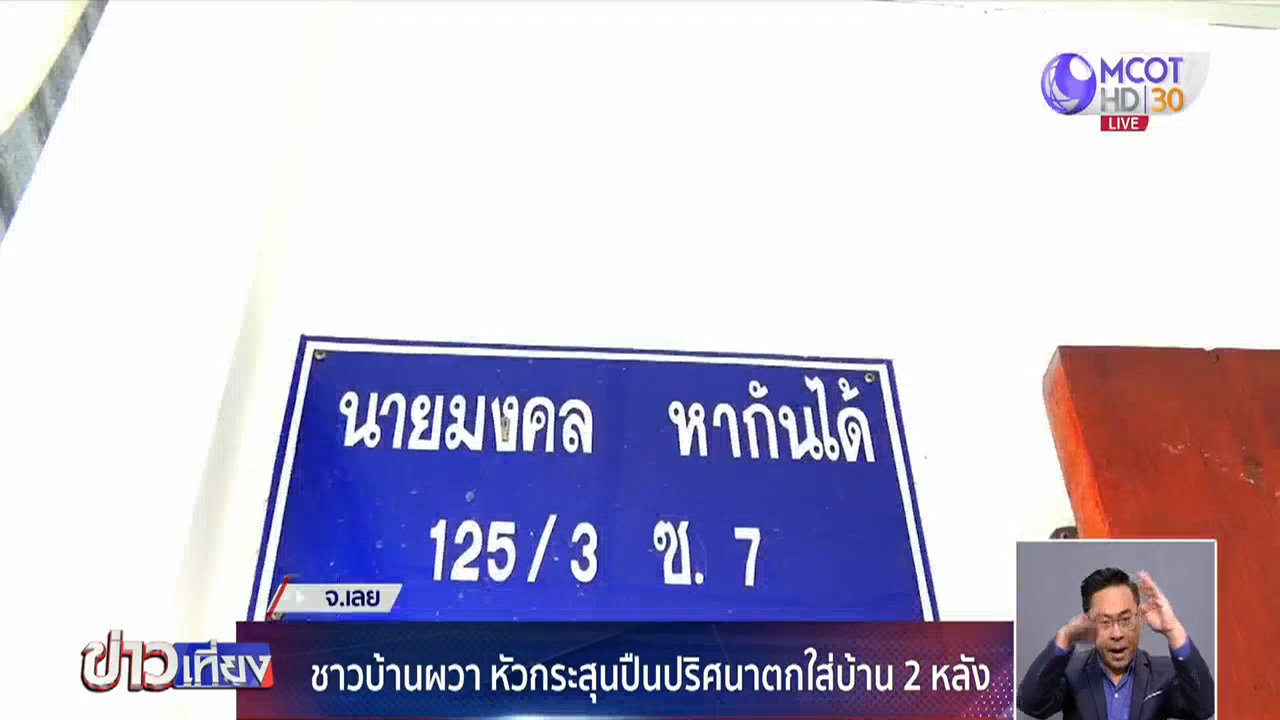 MCOT
HD 30
LIVE
นายมงคล หากันได้
125/3 ซ. 7
จ.เลย
ข่าวเที่ยง
ชาวบ้านผวา หัวกระสุนปืนปริศนาตกใส่บ้าน 2 หลัง